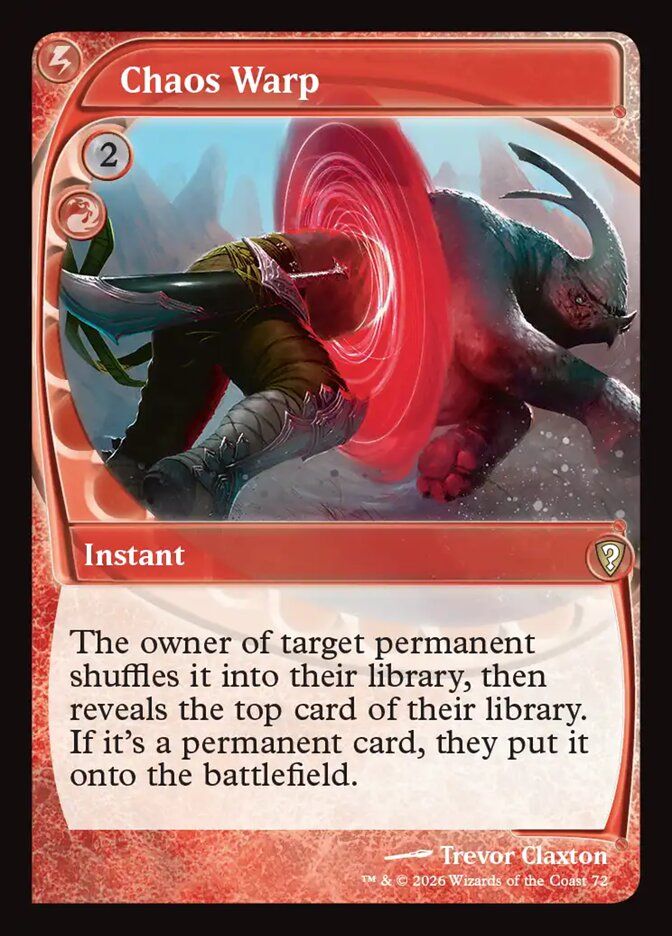 Chaos Warp
2
Instant
?
The owner of target permanent
shuffles it into their library, then
reveals the top card of their library.
If it's a permanent card, they put it
onto the battlefield.
Trevor Claxton
™ & © 2026 Wizards of the Coast 72